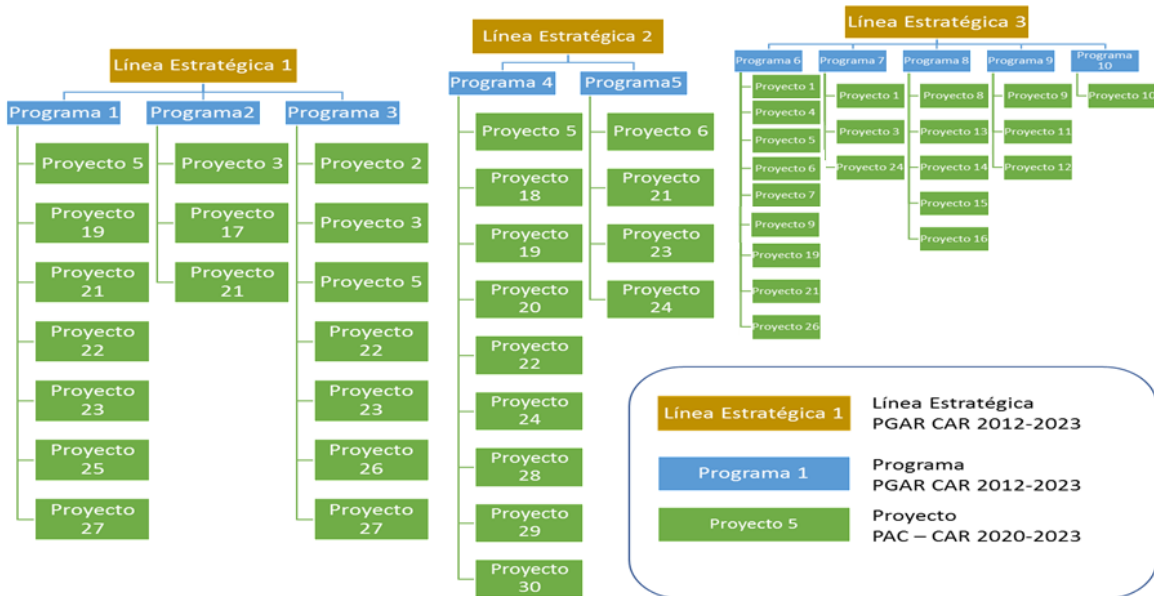 Línea Estratégica 1
Programa 1
Proyecto 5
Proyecto
19
Proyecto
21
Proyecto
22
Proyecto
23
Proyecto
25
Proyecto
27
Programa2
Proyecto 3
Proyecto
17
Proyecto
21
Programa 3
Proyecto 2
Proyecto 3
Proyecto 5
Proyecto
22
Proyecto
23
Proyecto
26
Proyecto
27
Línea Estratégica 2
Programa 4
Proyecto 5
Proyecto
18
Proyecto
19
Proyecto
20
Proyecto
22
Proyecto
24
Proyecto
28
Proyecto
29
Proyecto
30
Programa5
Proyecto 6
Proyecto
21
Proyecto
23
Proyecto
24
Línea Estratégica 3
Programa 6
Proyecto 1
Proyecto 4
Proyecto 5
Proyecto 6
Proyecto 7
Proyecto 9
Proyecto 19
Proyecto 21
Proyecto 26
Programa 7
Proyecto 1
Proyecto 3
Proyecto 24
Programa 8
Proyecto 8
Proyecto 13
Proyecto 14
Proyecto 15
Proyecto 16
Programa 9
Proyecto 9
Proyecto 11
Proyecto 12
Programa
10
Proyecto 10
Línea Estratégica 1
Línea Estratégica
PGAR CAR 2012-2023
Programa 1
Programa
PGAR CAR 2012-2023
Proyecto 5
Proyecto
PAC – CAR 2020-2023